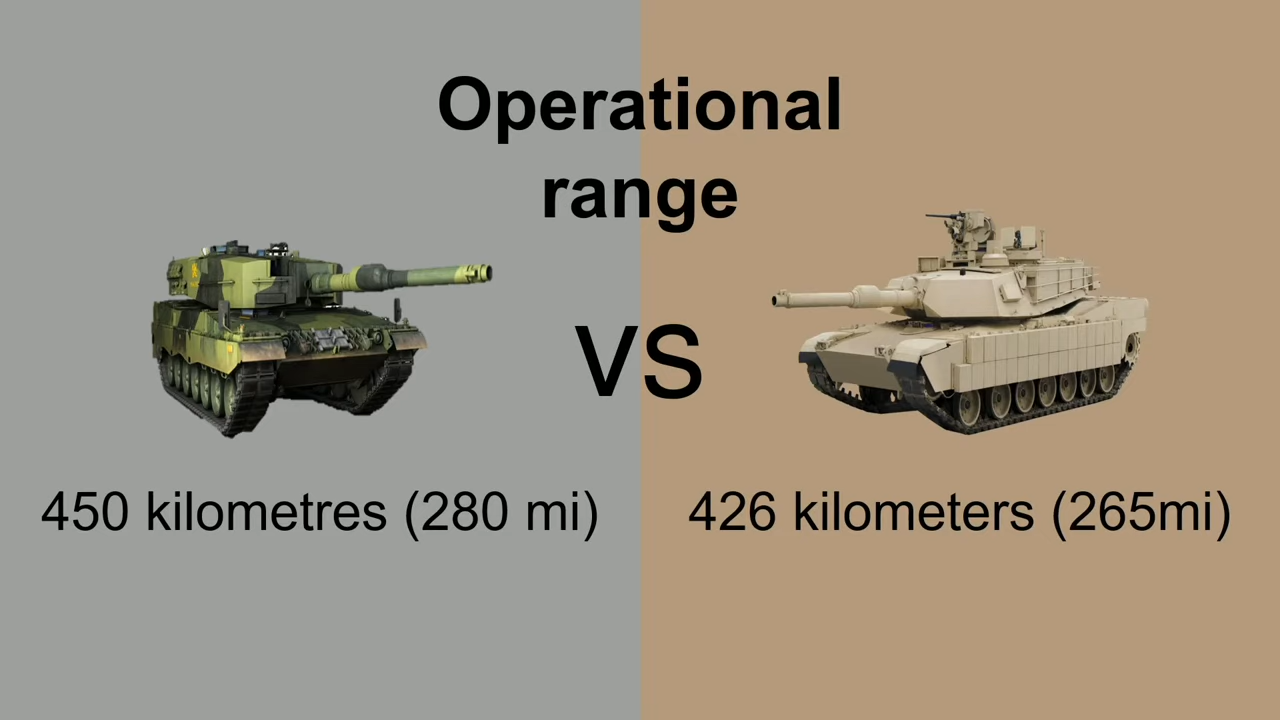 Operational
range
VS
450 kilometres (280 mi)
426 kilometers (265mi)